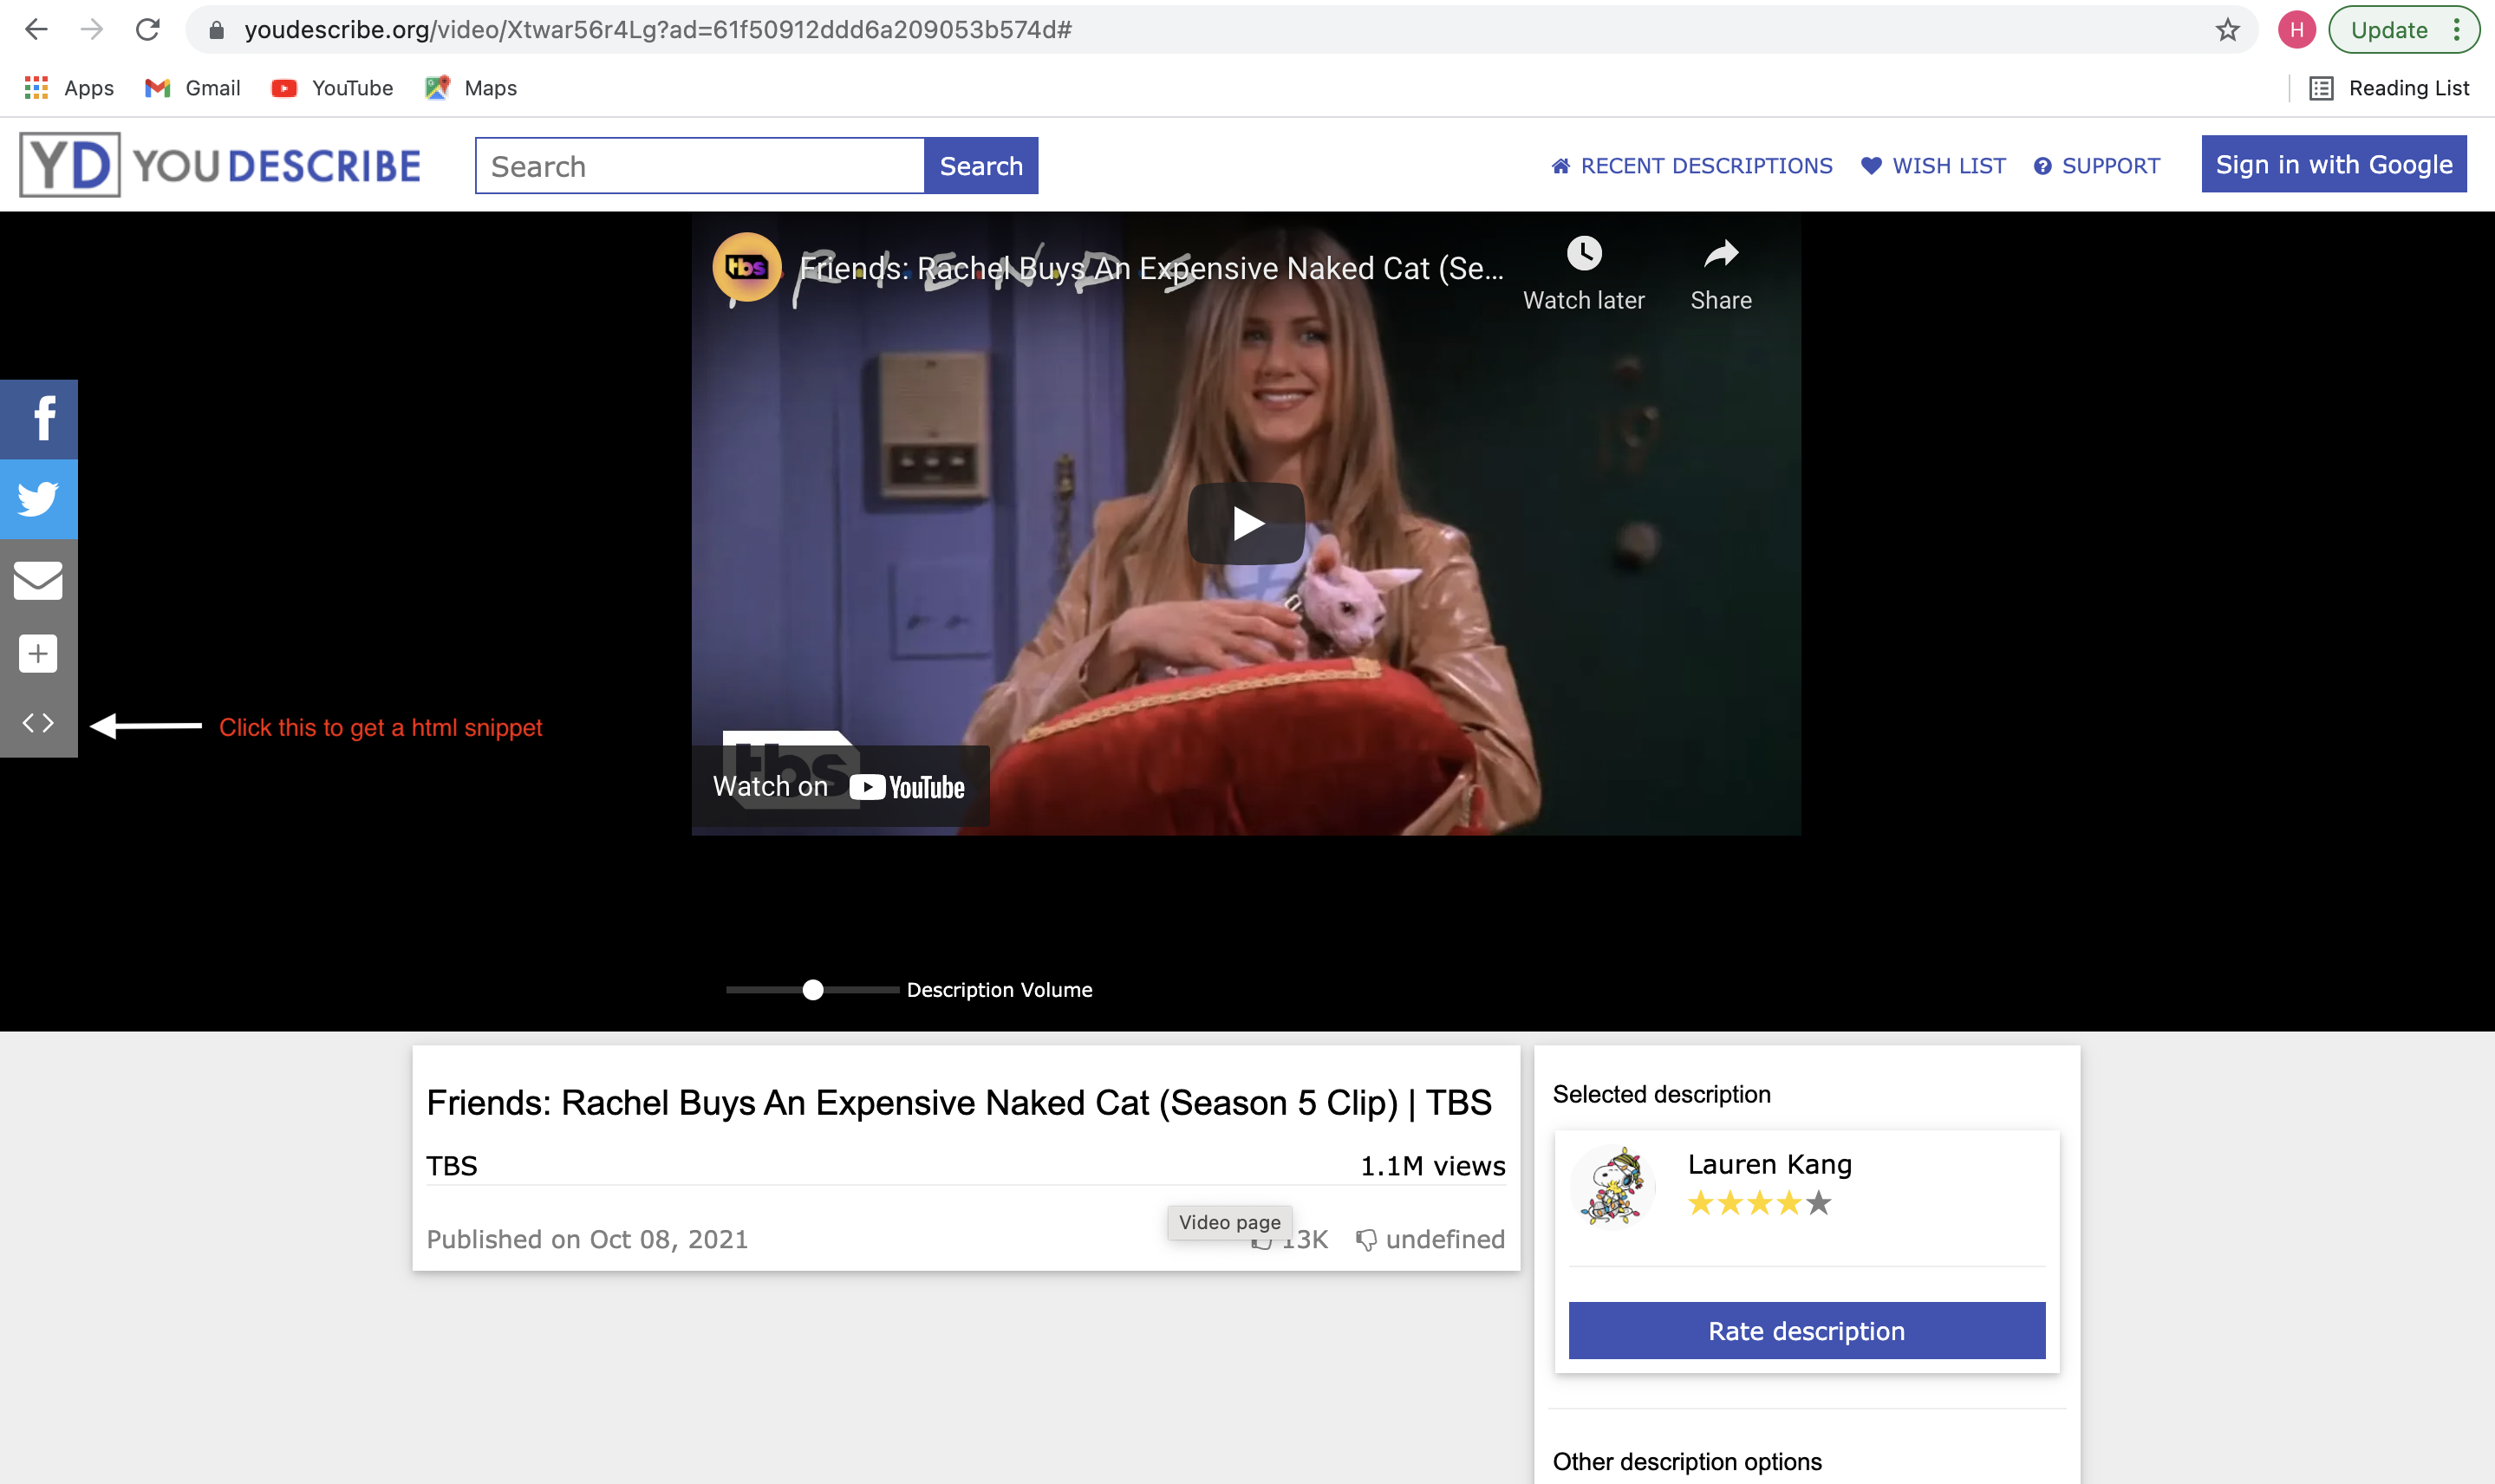 youdescribe.org/video/Xtwar56r4Lg?ad=61f50912ddd6a209053b574d#
H
Update
Apps
Gmail
YouTube
Maps
Reading List
YD YOUDESCRIBE
Search
Search
RECENT DESCRIPTIONS
WISH LIST
SUPPORT
Sign in with Google
tbs
Friends: Rachel Buys An Expensive Naked Cat (Se...
Watch later
Share
F R I E N D S
19
f
Click this to get a html snippet
tbs
Watch on YouTube
Description Volume
Friends: Rachel Buys An Expensive Naked Cat (Season 5 Clip) | TBS
TBS
1.1M views
Video page
Published on Oct 08, 2021
13K
undefined
Selected description
Lauren Kang
Rate description
Other description options